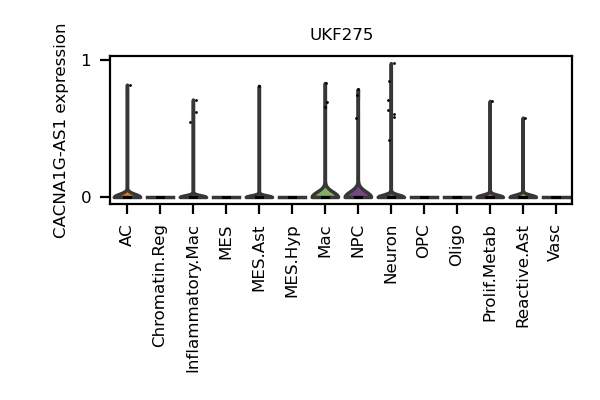 UKF275
CACNA1G-AS1 expression
1
0
AC
Chromatin.Reg
Inflammatory.Mac
MES
MES.Ast
MES.Hyp
Mac
NPC
Neuron
OPC
Oligo
Prolif.Metab
Reactive.Ast
Vasc